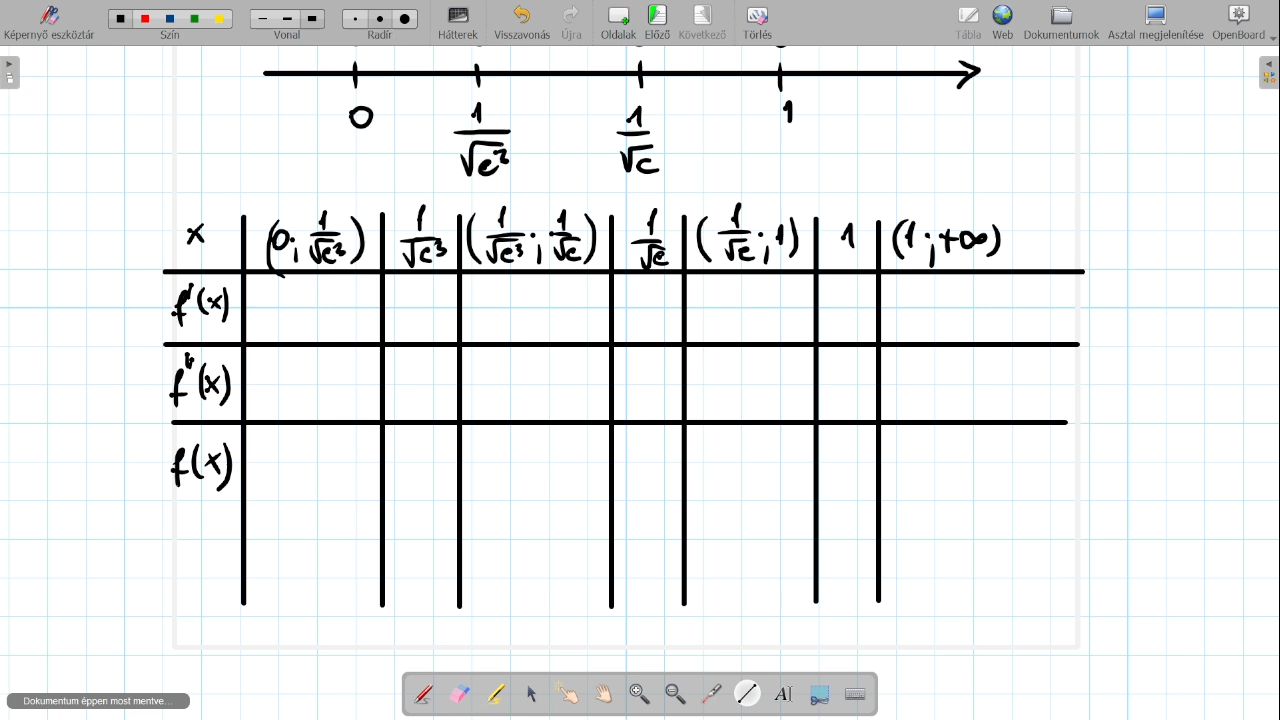 Képernyő eszköztár Szín Vonal Radír Hátterek Visszavonás Újra Oldalak Előző Következő Törlés Tábla Web Dokumentumok Asztal megjelenítése OpenBoard
0 1/√e³ 1/√e 1
x (0; 1/√e³) 1/√e³ (1/√e³; 1/√e) 1/√e (1/√e; 1) 1 (1; +∞)
f'(x)
f''(x)
f(x)
Dokumentum éppen most mentve...